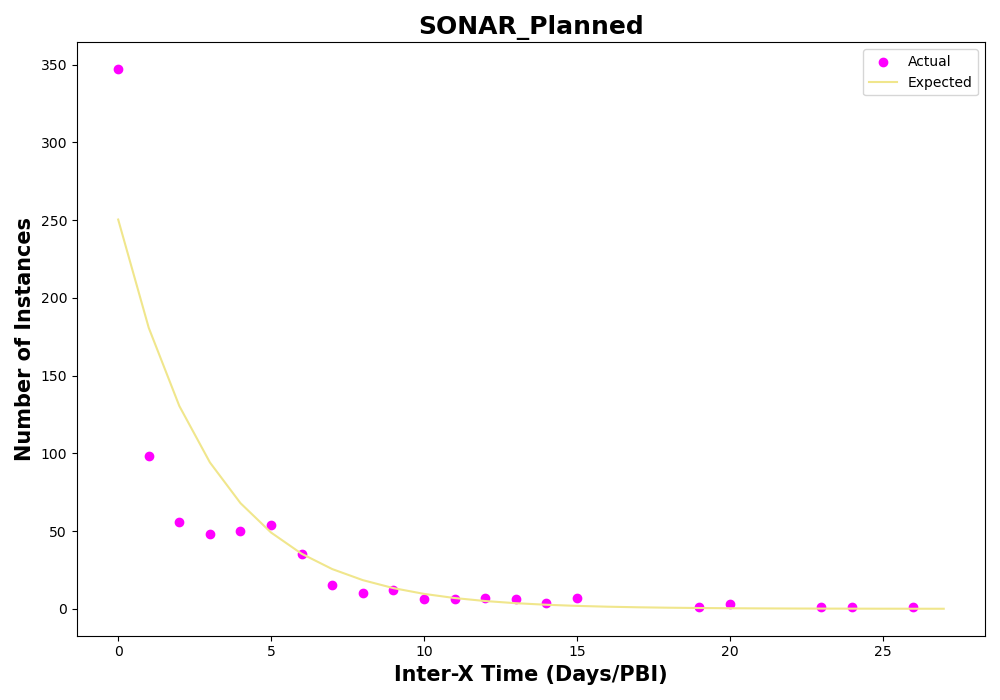 SONAR_Planned
Actual
Expected
350
300
250
200
150
100
50
0
Number of Instances
0 5 10 15 20 25
Inter-X Time (Days/PBI)